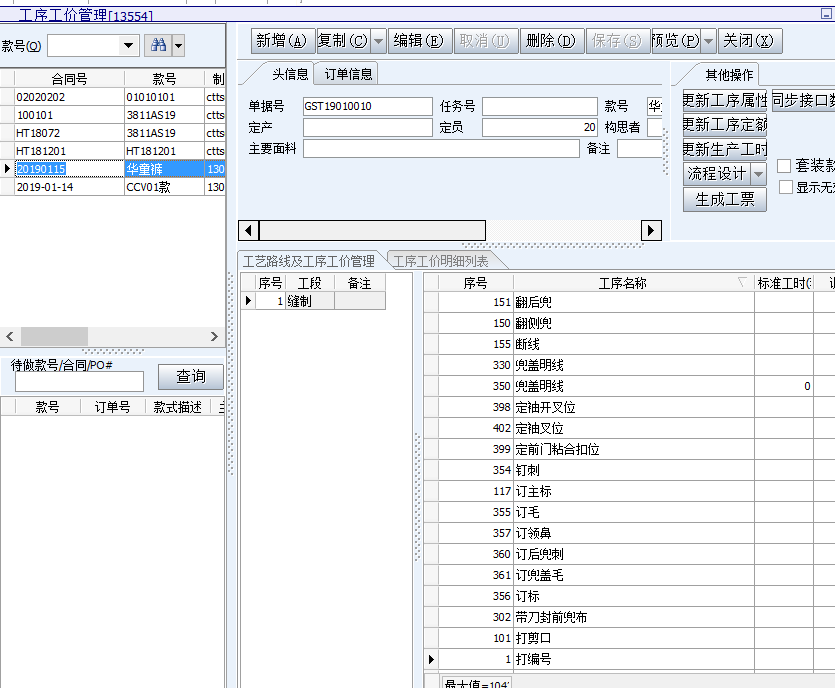 工序工价管理[13554]
款号(Q)
新增(A) 复制(C) 编辑(E) 取消(U) 删除(D) 保存(S) 预览(P) 关闭(X)
合同号 款号 制
02020202 01010101 ctts
100101 3811AS19 ctts
HT18072 3811AS19 ctts
HT181201 HT181201 ctts
20190115 华童裤 130
2019-01-14 CCV01款 130
头信息 订单信息
单据号 GST19010010 任务号 款号 华
定产 定员 20 构思者
主要面料 备注
其他操作
更新工序属性 同步接口数
更新工序定额
更新生产工时
流程设计 套装款
显示无效
生成工票
待做款号/合同/PO#
查询
款号 订单号 款式描述 主
工艺路线及工序工价管理 工序工价明细列表
序号 工段 备注
1 缝制
序号 工序名称 标准工时(
151 翻后兜
150 翻侧兜
155 断线
330 兜盖明线
350 兜盖明线 0
398 定袖开叉位
402 定袖叉位
399 定前门粘合扣位
354 钉刺
117 订主标
355 订毛
357 订领鼻
360 订后兜刺
361 订兜盖毛
356 订标
302 带刀封前兜布
101 打剪口
1 打编号
最大值=104